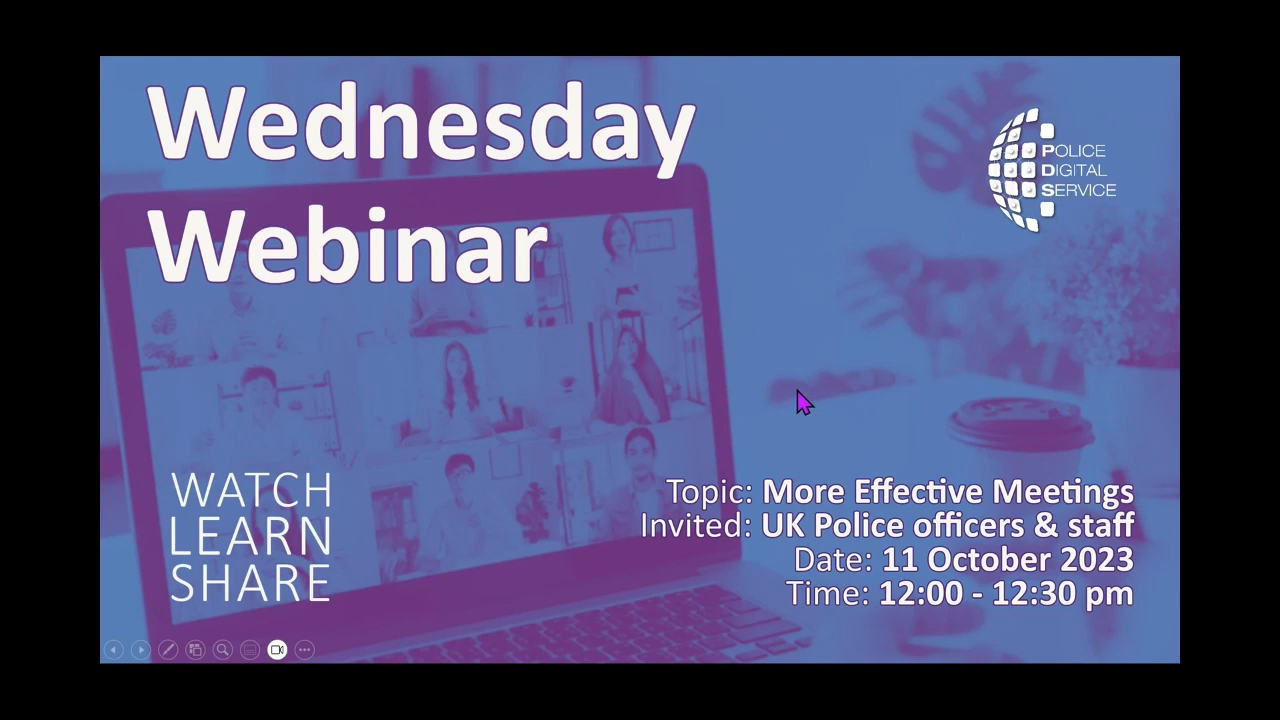 Wednesday
Webinar
POLICE
DIGITAL
SERVICE
WATCH
LEARN
SHARE
Topic: More Effective Meetings
Invited: UK Police officers & staff
Date: 11 October 2023
Time: 12:00 - 12:30 pm